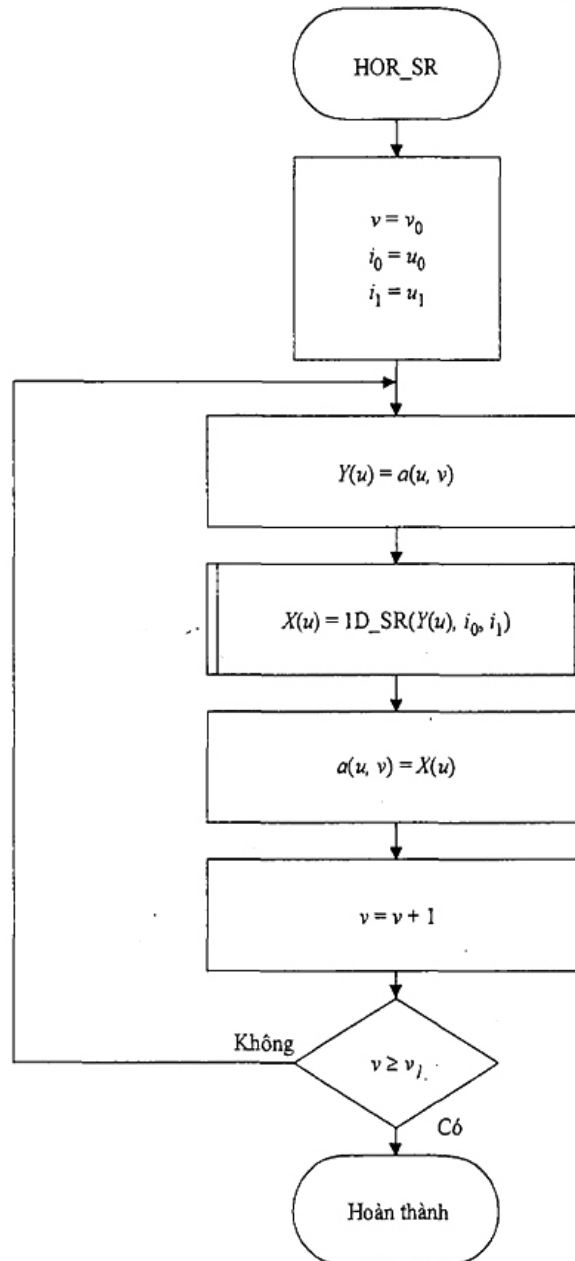 HOR_SR
v = v₀
i₀ = u₀
i₁ = u₁
Y(u) = a(u, v)
X(u) = 1D_SR(Y(u), i₀, i₁)
a(u, v) = X(u)
v = v + 1
Không
v ≥ v₁
Có
Hoàn thành